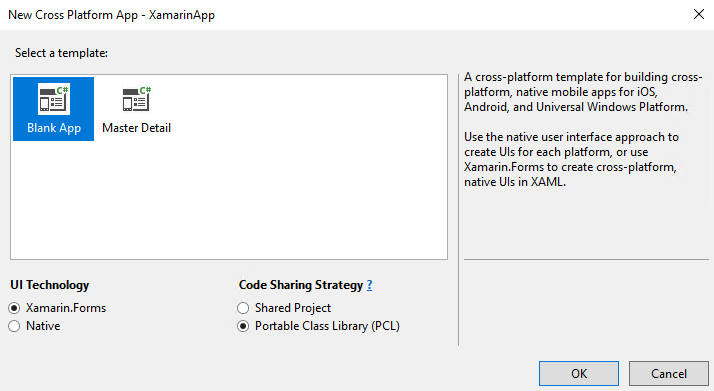 New Cross Platform App - XamarinApp
Select a template:
C#
Blank App
C#
Master Detail
A cross-platform template for building cross-
platform, native mobile apps for iOS,
Android, and Universal Windows Platform.
Use the native user interface approach to
create UIs for each platform, or use
Xamarin.Forms to create cross-platform,
native UIs in XAML.
UI Technology
Xamarin.Forms
Native
Code Sharing Strategy ?
Shared Project
Portable Class Library (PCL)
OK
Cancel